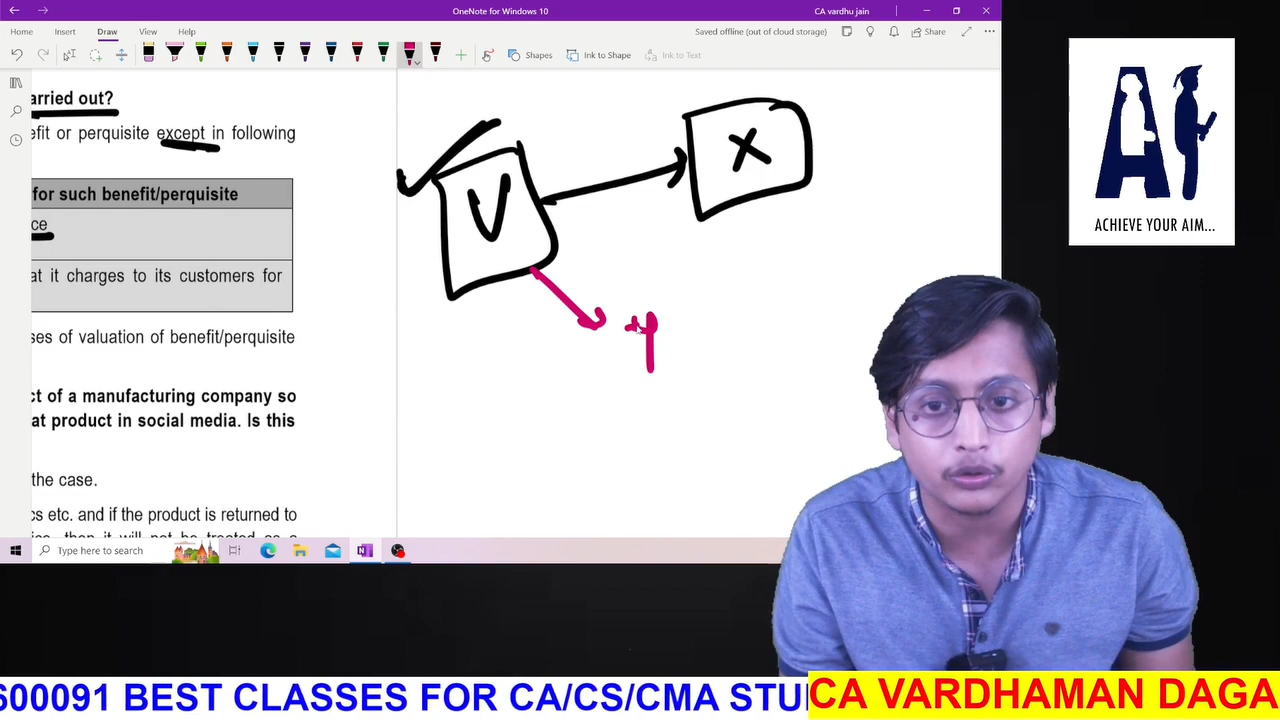 OneNote for Windows 10
CA vardhu jain
Home
Insert
Draw
View
Help
Saved offline (out of cloud storage)
Share
Shapes
Ink to Shape
Ink to Text
arried out?
efit or perquisite except in following
for such benefit/perquisite
ce
at it charges to its customers for
ses of valuation of benefit/perquisite
ct of a manufacturing company so
at product in social media. Is this
the case.
cs etc. and if the product is returned to
V
X
Type here to search
AI
ACHIEVE YOUR AIM...
600091 BEST CLASSES FOR CA/CS/CMA STU
CA VARDHAMAN DAGA